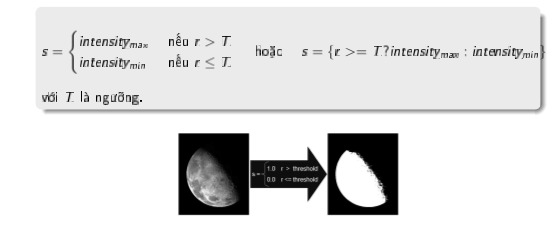 s = { intensity_max nếu r > T.
intensity_min nếu r ≤ T. hoặc s = {r >= T?intensity_max : intensity_min}
với T. là ngưỡng.
s = { 1.0 r > threshold
0.0 r <= threshold